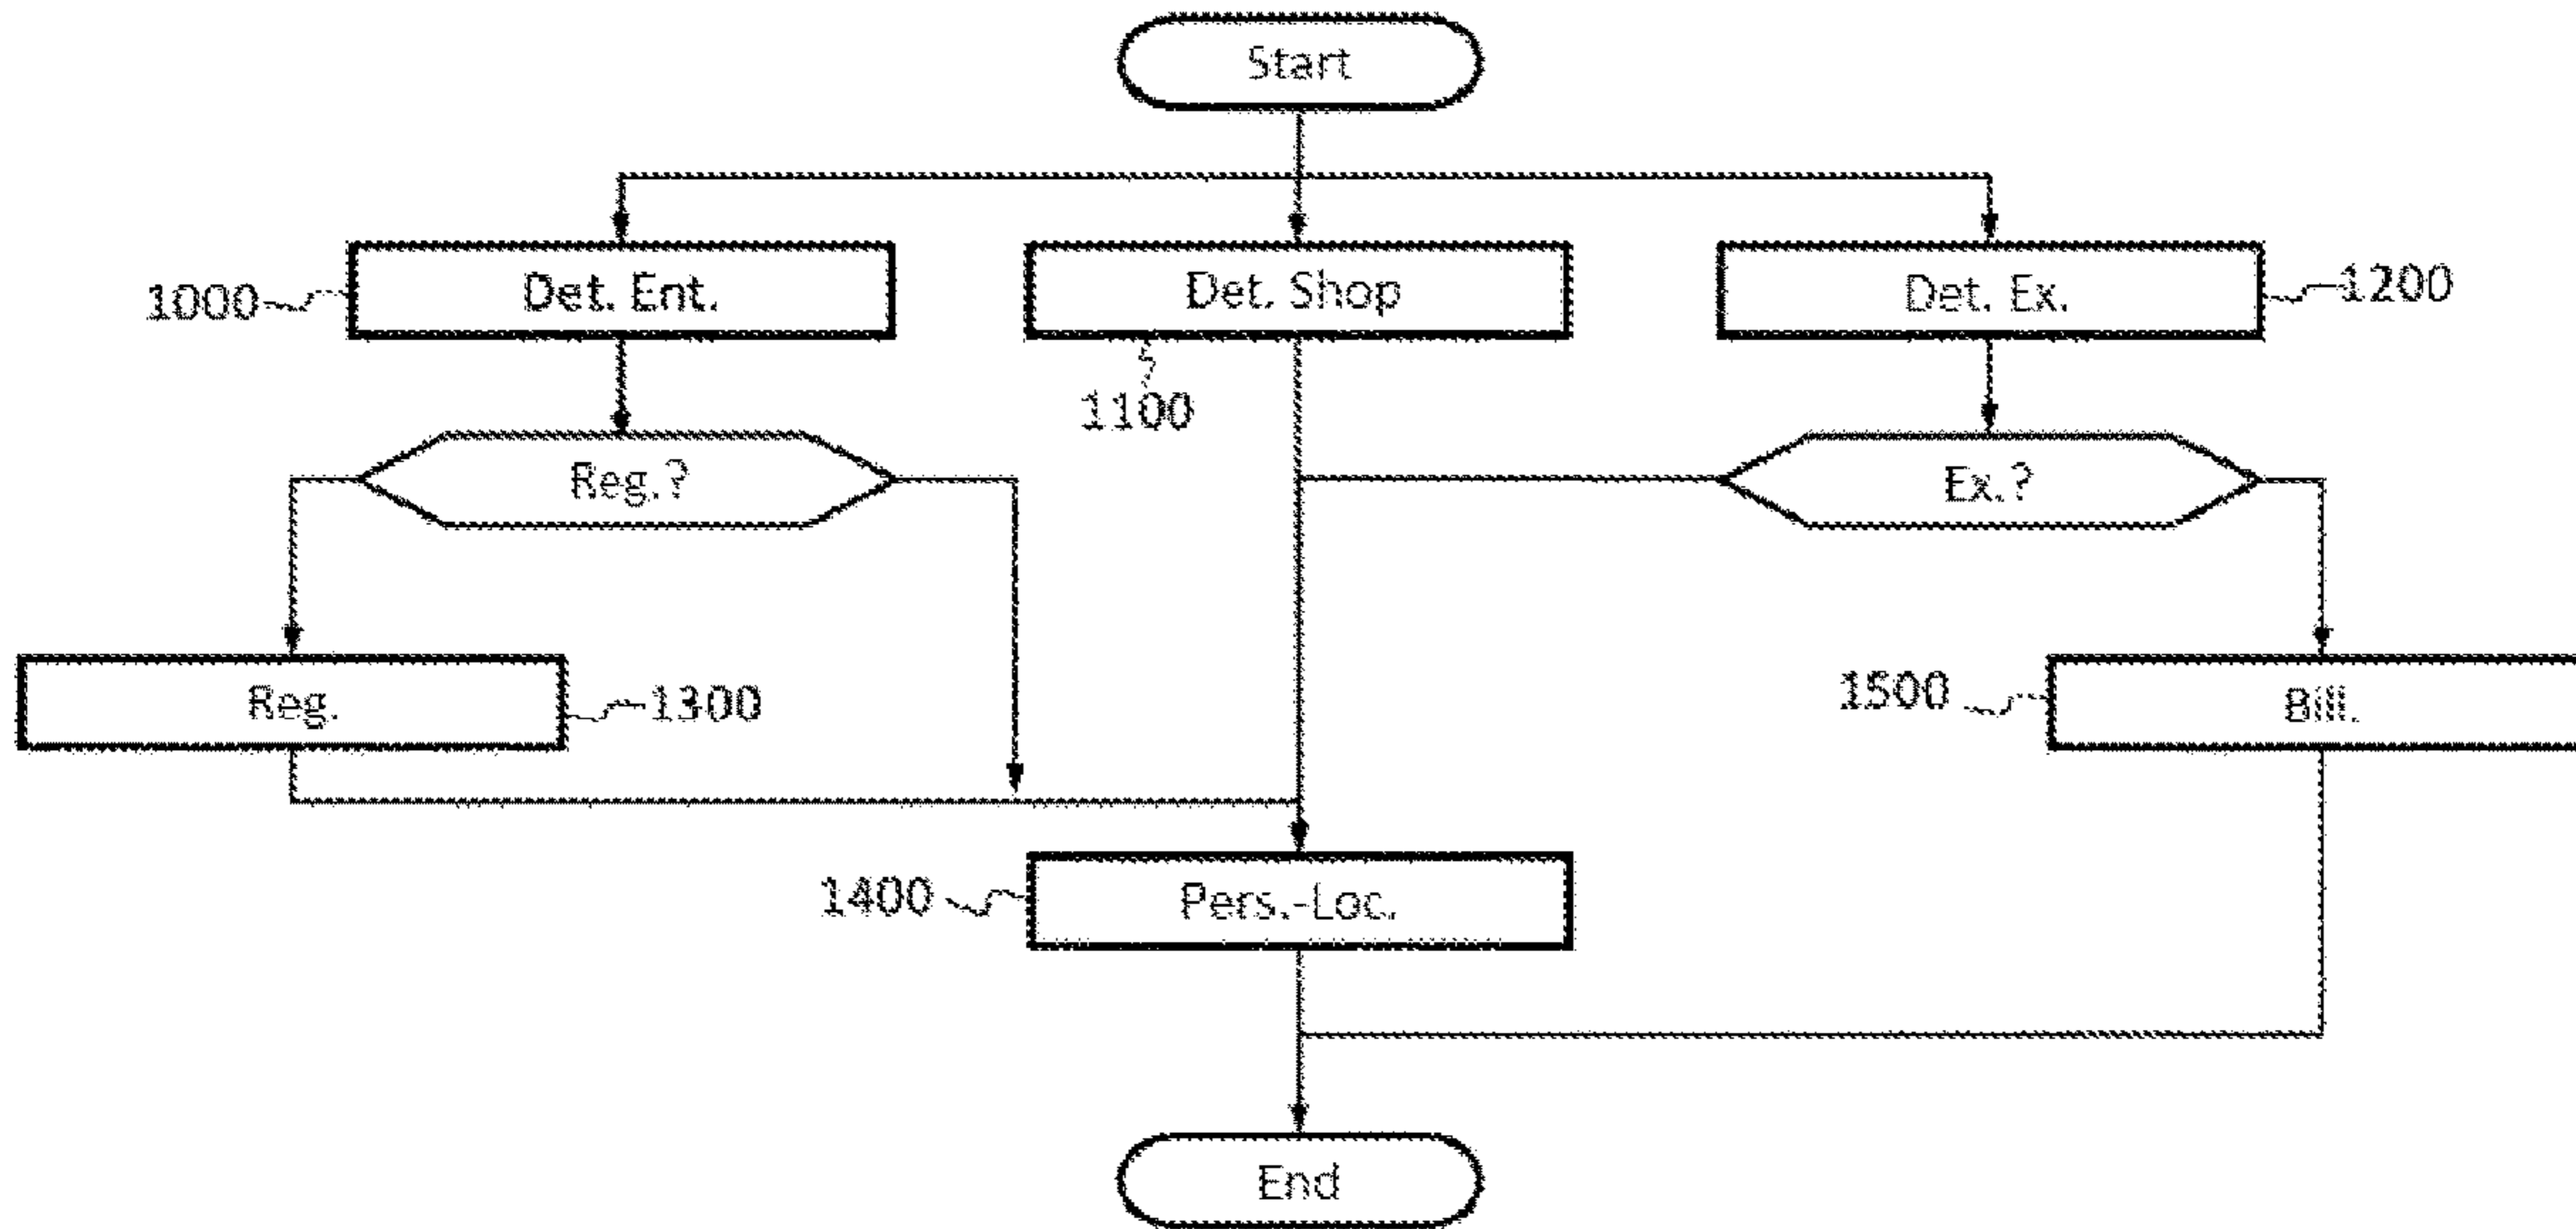 Start
1000
Det. Ent.
Det. Shop
Det. Ex.
1200
1100
Reg.?
Ex.?
Reg.
1300
1500
Bill.
1400
Pers.-Loc.
End